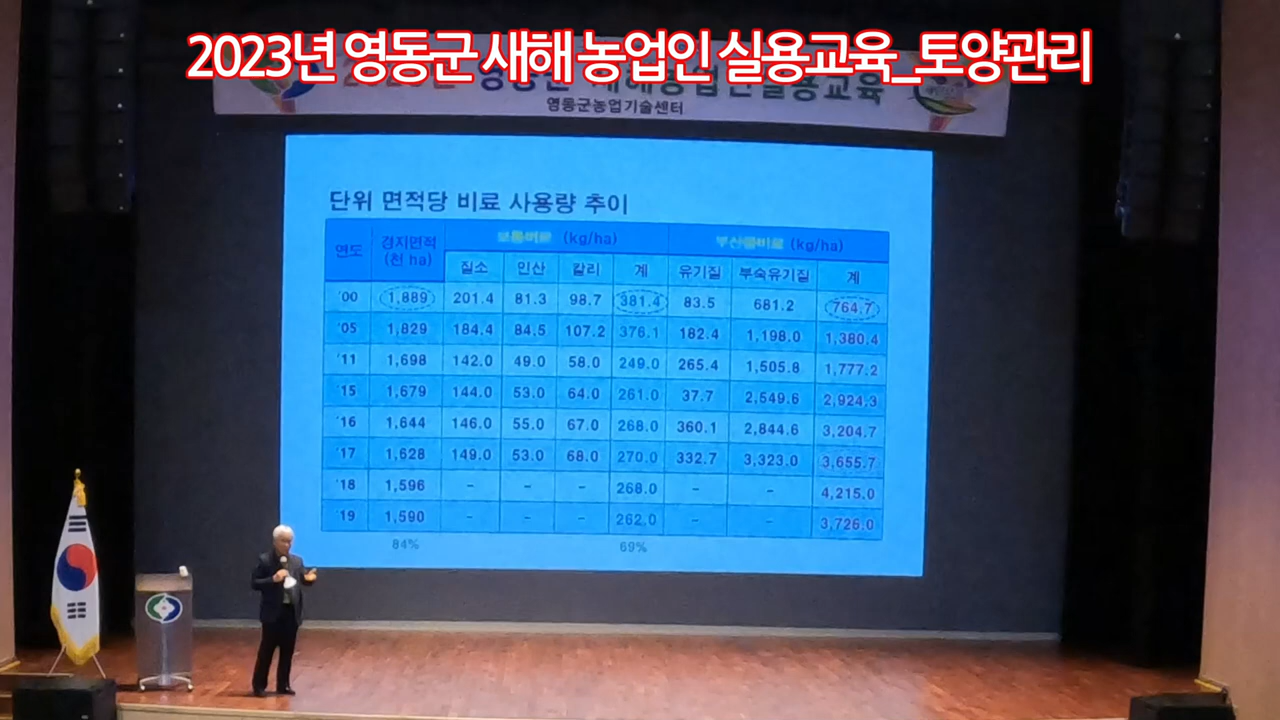 2023년 영동군 새해 농업인 실용교육_토양관리
영동군농업기술센터
단위 면적당 비료 사용량 추이
연도 경지면적 (천 ha) 보통비료 (kg/ha) 부산물비료 (kg/ha)
질소 인산 칼리 계 유기질 부숙유기질 계
'00 1,889 201.4 81.3 98.7 381.4 83.5 681.2 764.7
'05 1,829 184.4 84.5 107.2 376.1 182.4 1,198.0 1,380.4
'11 1,698 142.0 49.0 58.0 249.0 265.4 1,505.8 1,777.2
'15 1,679 144.0 53.0 64.0 261.0 37.7 2,549.6 2,924.3
'16 1,644 146.0 55.0 67.0 268.0 360.1 2,844.6 3,204.7
'17 1,628 149.0 53.0 68.0 270.0 332.7 3,323.0 3,655.7
'18 1,596 - - - 268.0 - - 4,215.0
'19 1,590 - - - 262.0 - - 3,726.0
84% 69%